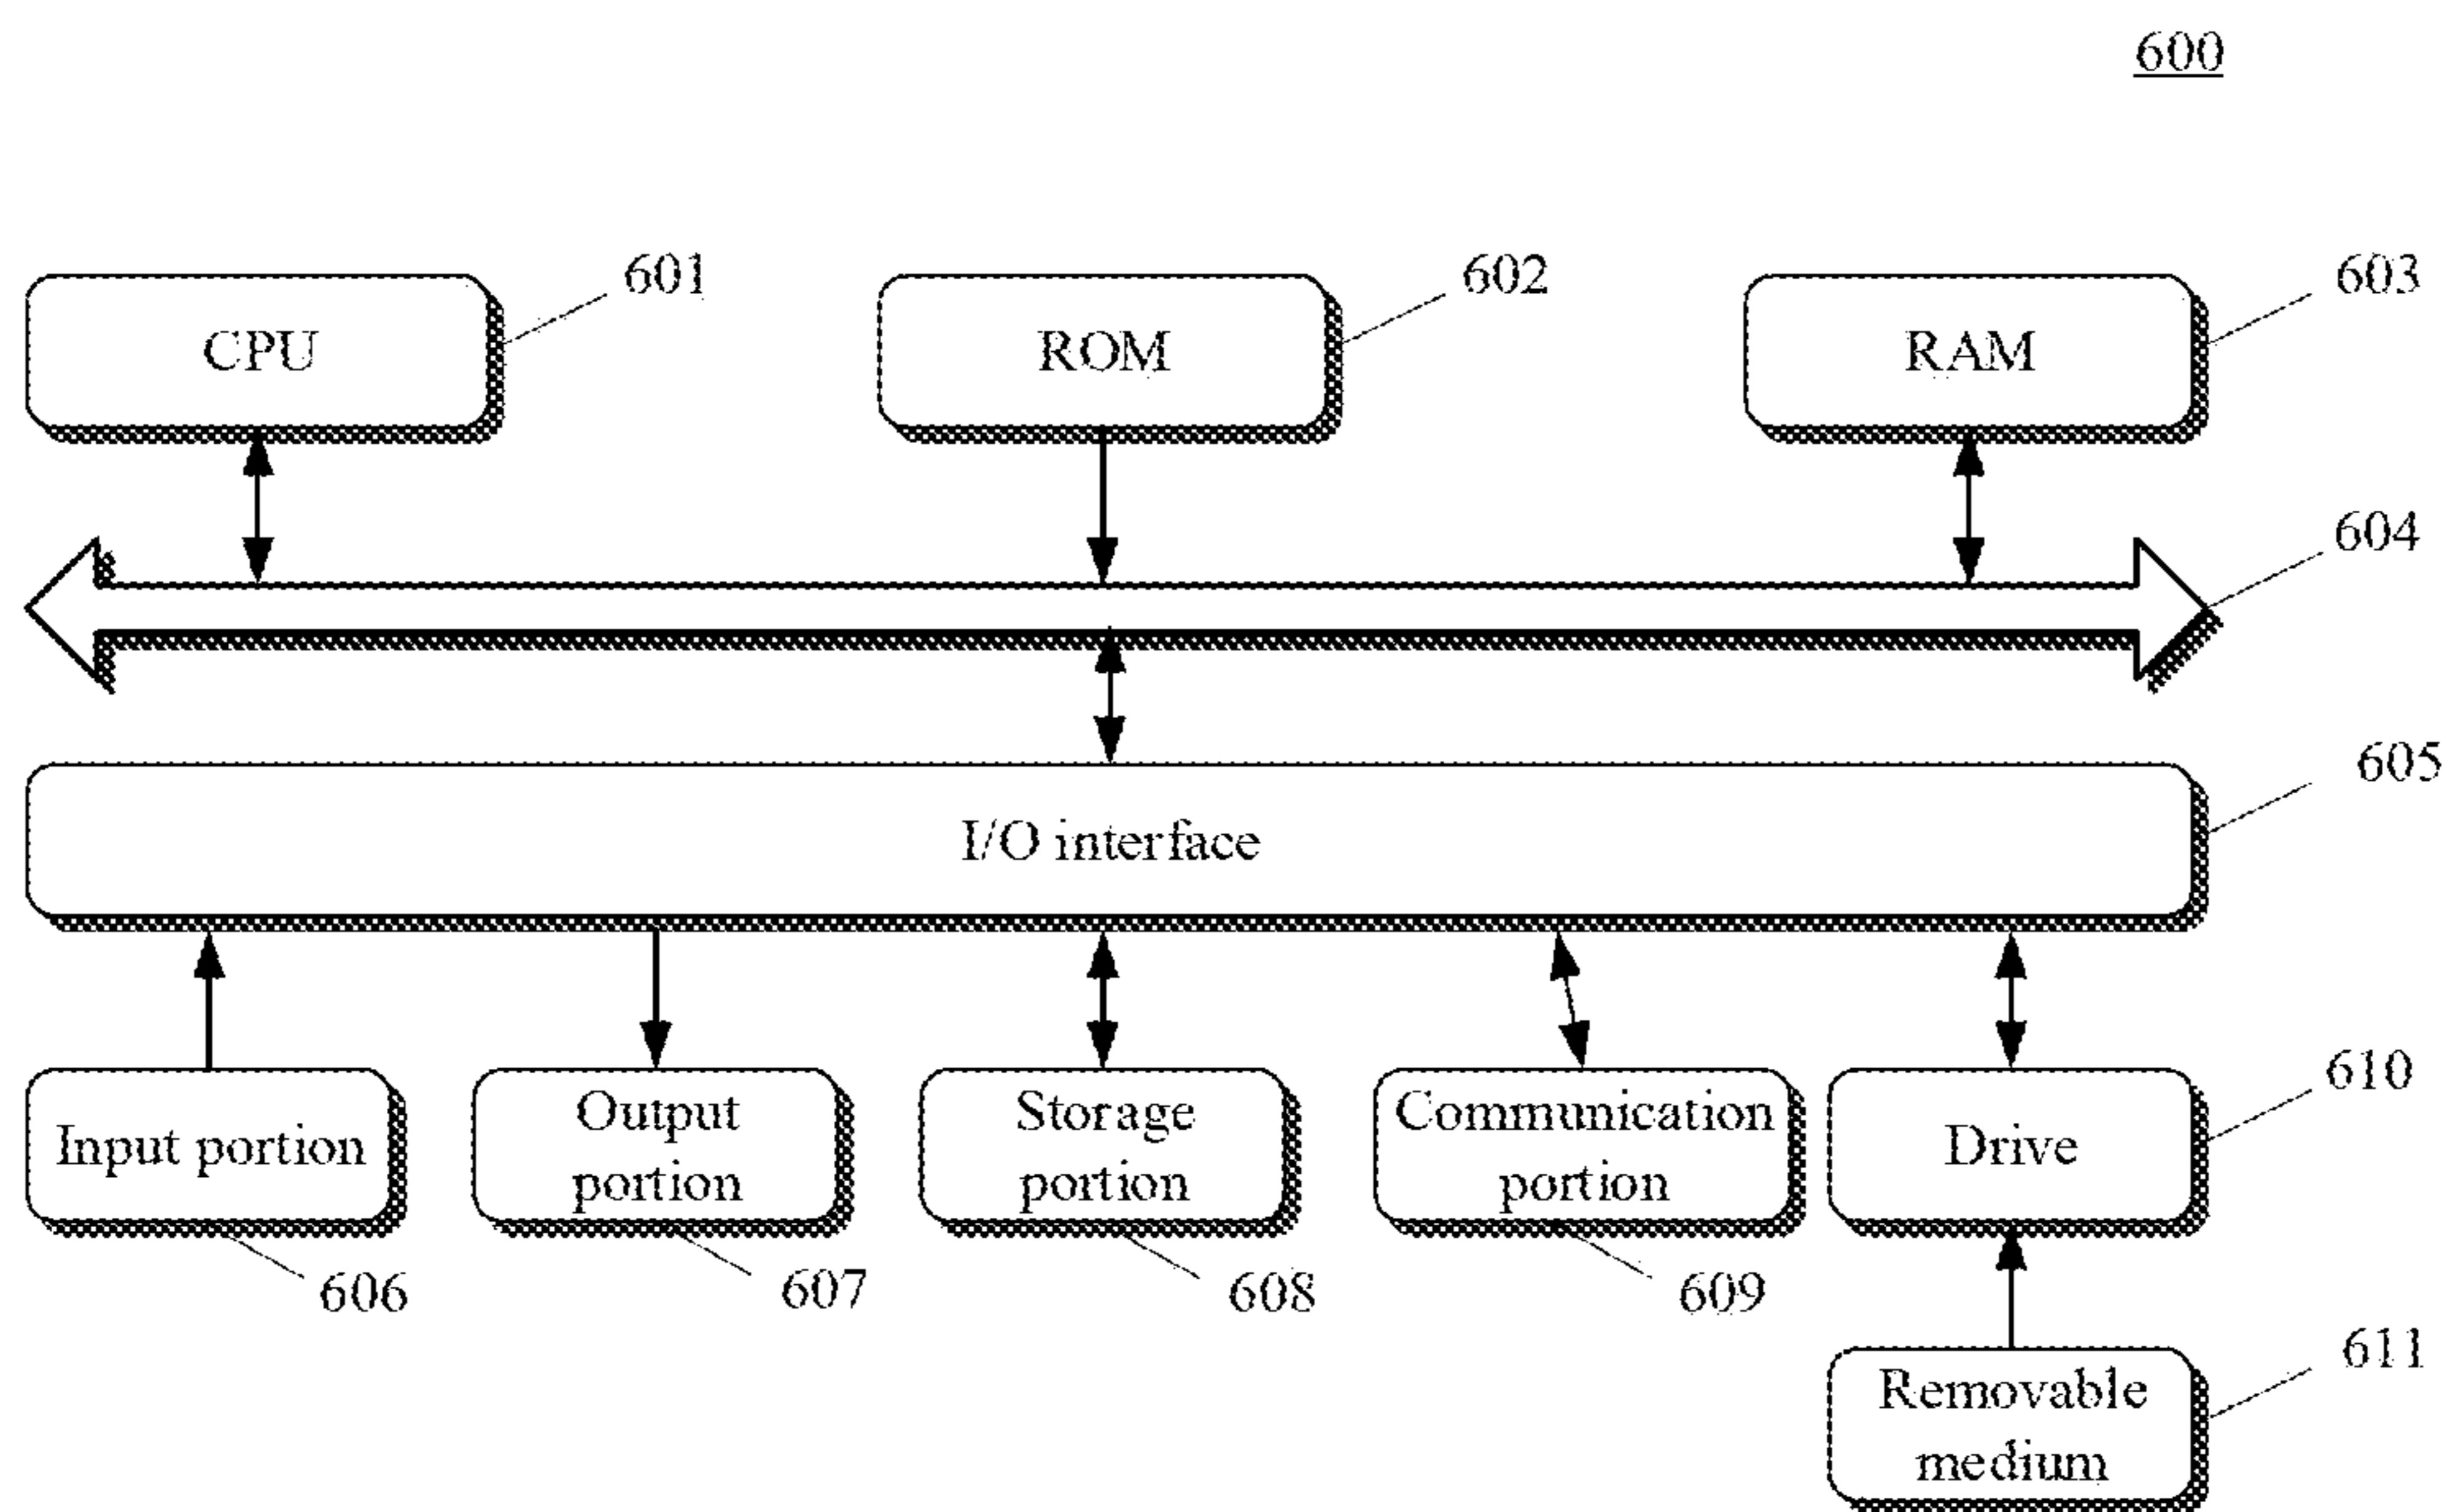 600
601
602
603
CPU
ROM
RAM
604
605
I/O interface
610
Input portion
Output
portion
Storage
portion
Communication
portion
Drive
606
607
608
609
611
Removable
medium